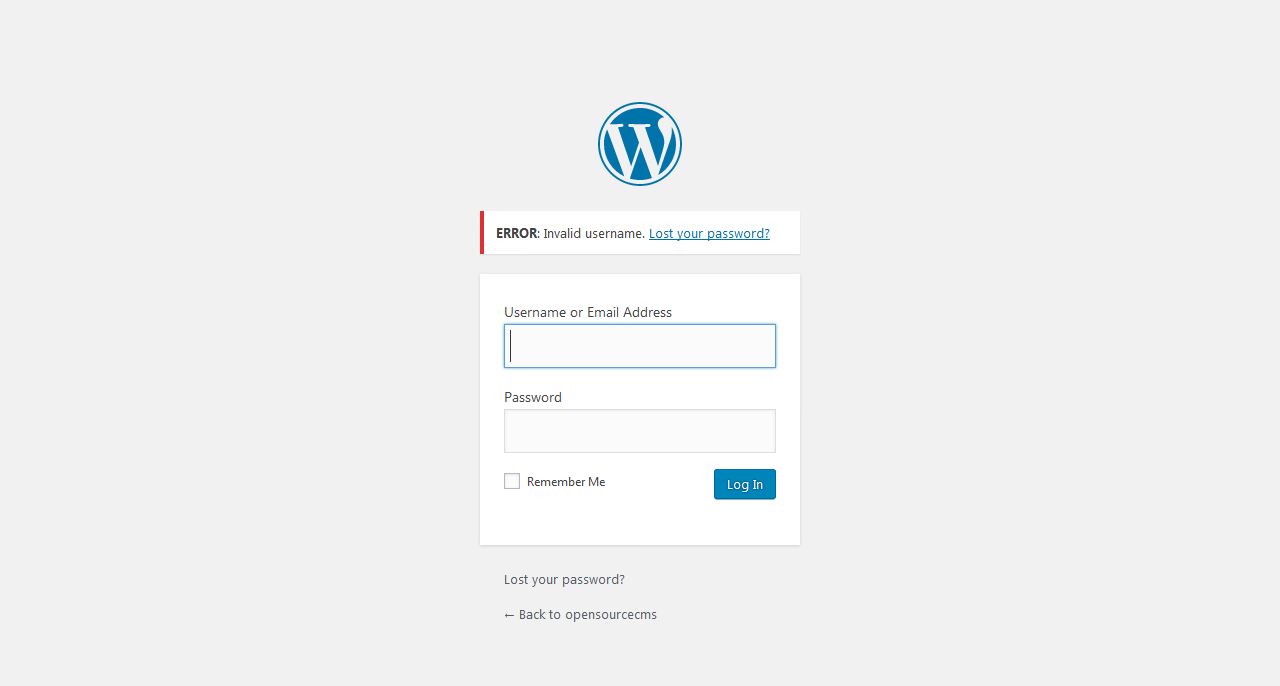 ERROR: Invalid username. Lost your password?
Username or Email Address
Password
Remember Me
Log In
Lost your password?
← Back to opensourcecms